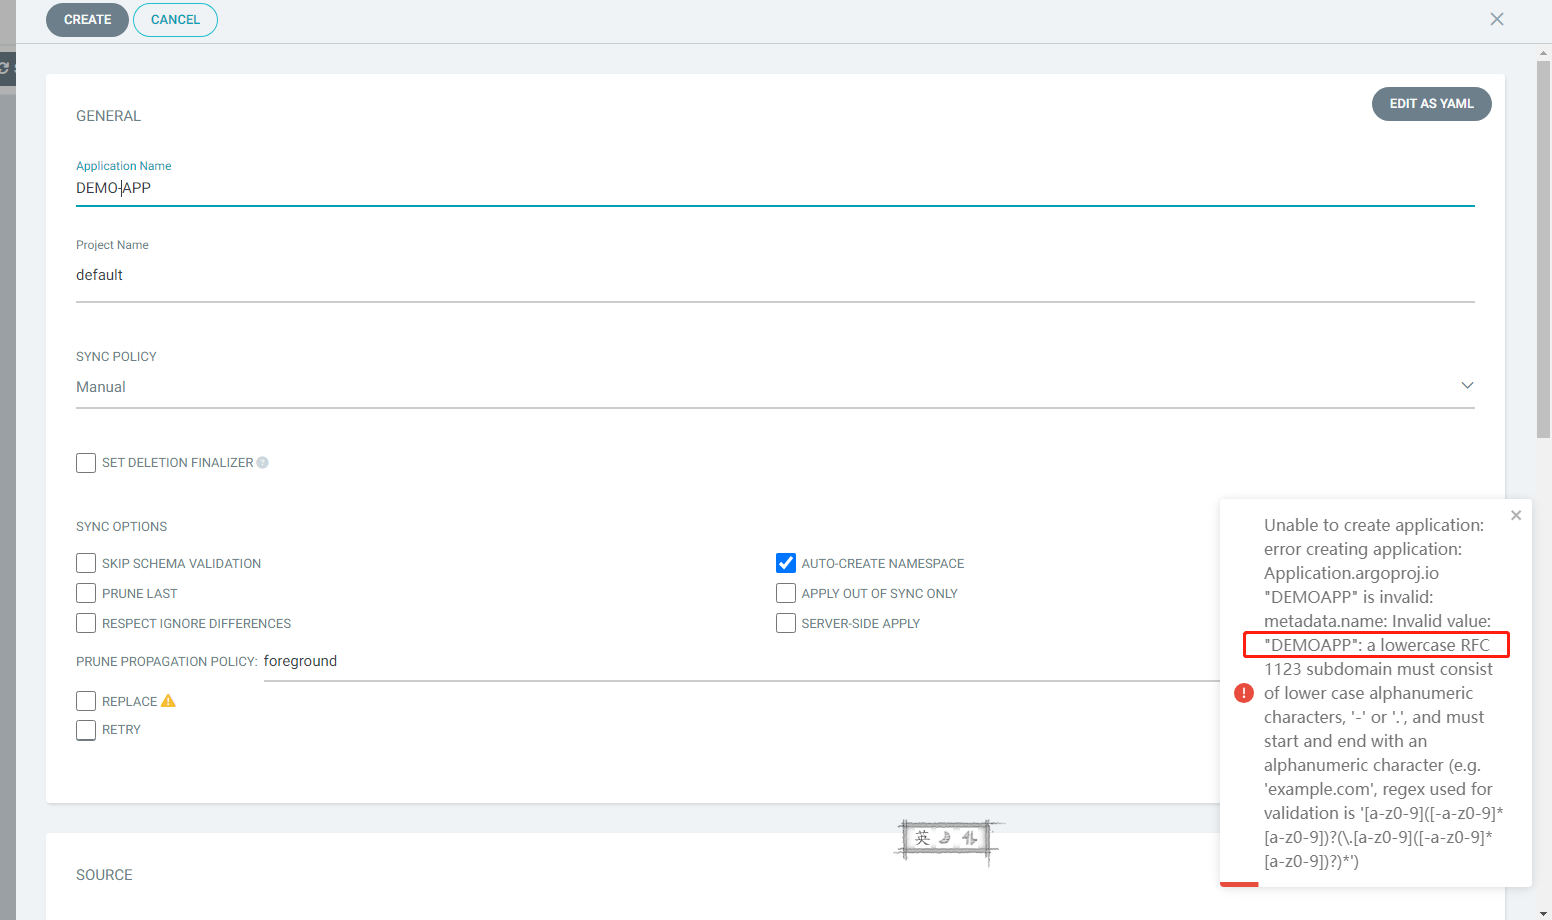 CREATE
CANCEL
GENERAL
EDIT AS YAML
Application Name
DEMO-APP
Project Name
default
SYNC POLICY
Manual
SET DELETION FINALIZER ?
SYNC OPTIONS
SKIP SCHEMA VALIDATION
AUTO-CREATE NAMESPACE
PRUNE LAST
APPLY OUT OF SYNC ONLY
RESPECT IGNORE DIFFERENCES
SERVER-SIDE APPLY
PRUNE PROPAGATION POLICY: foreground
REPLACE
RETRY
Unable to create application:
error creating application:
Application.argoproj.io
"DEMOAPP" is invalid:
metadata.name: Invalid value:
"DEMOAPP": a lowercase RFC
1123 subdomain must consist
of lower case alphanumeric
characters, '-' or '.', and must
start and end with an
alphanumeric character (e.g.
'example.com', regex used for
validation is '[a-z0-9]([-a-z0-9]*
[a-z0-9])?(\.[a-z0-9]([-a-z0-9]*
[a-z0-9])?)*')
英
SOURCE